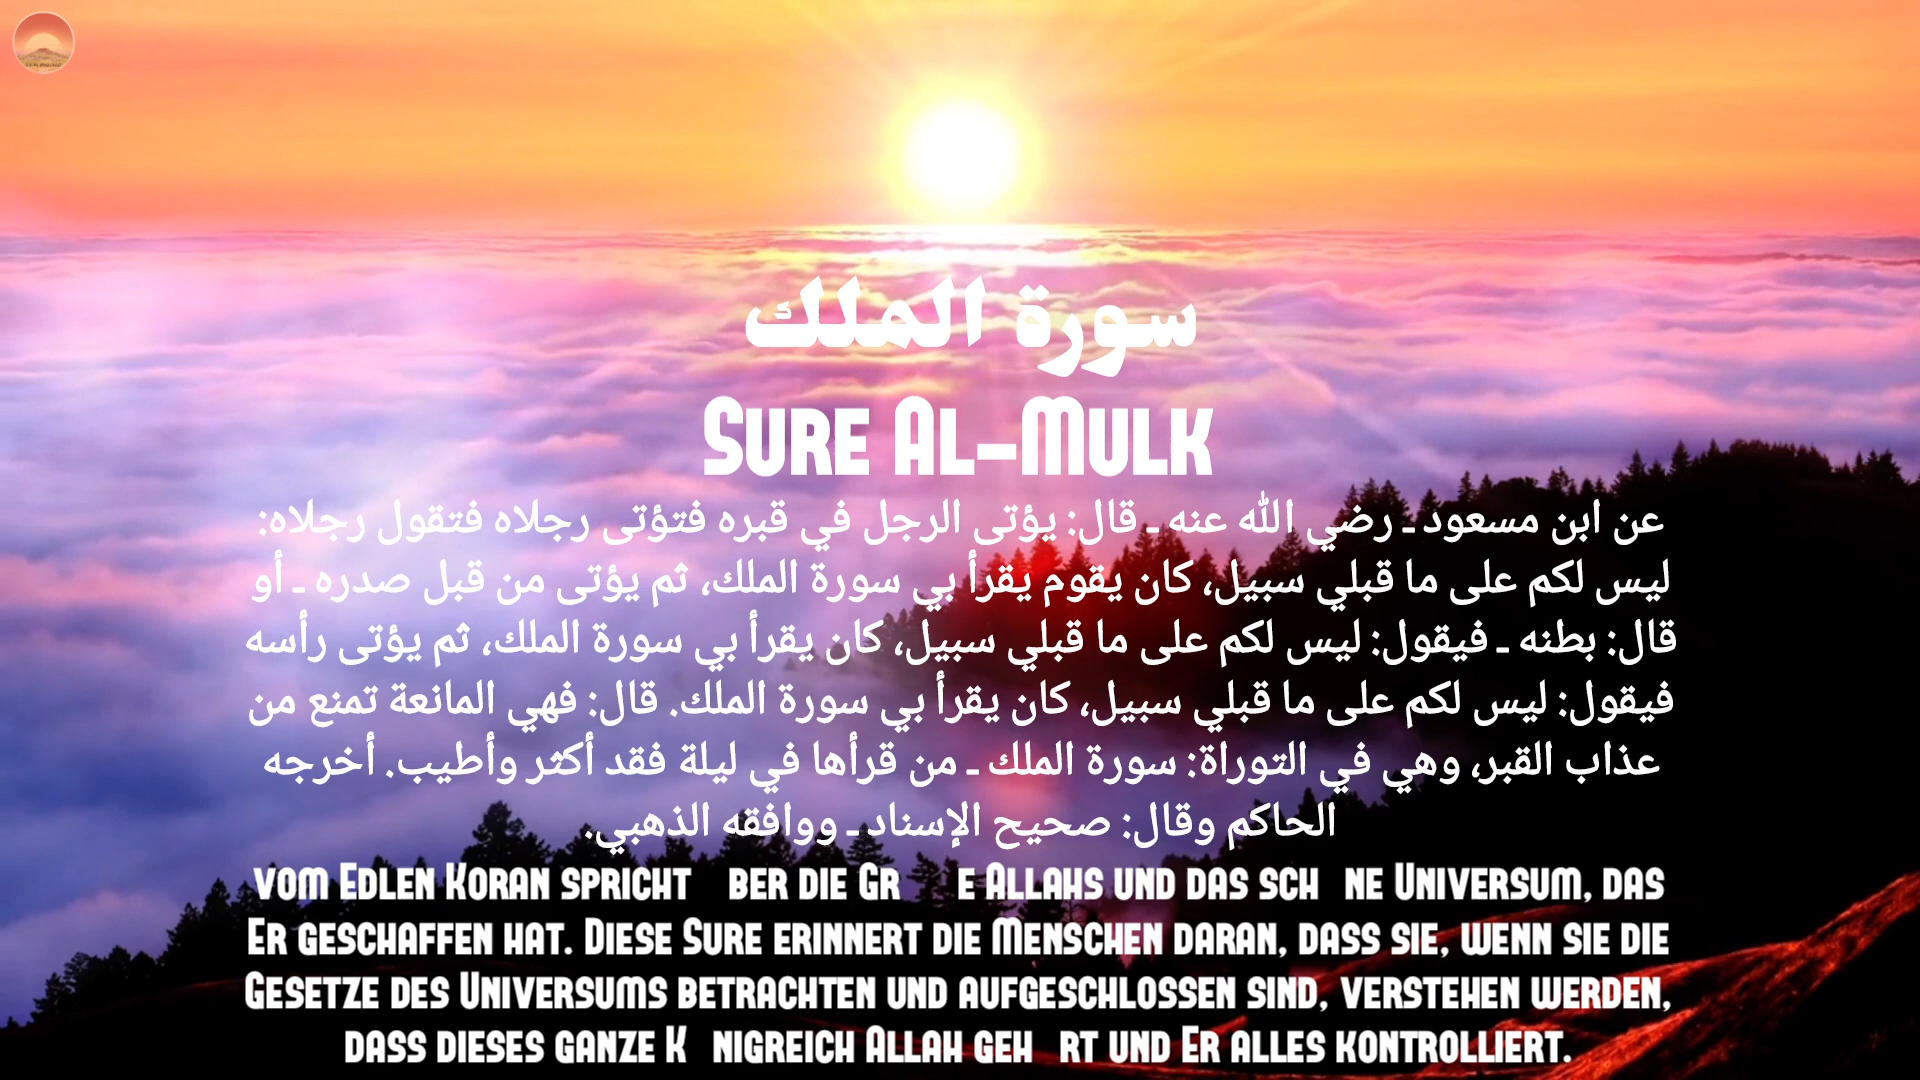 سورة الملك
Sure Al-Mulk
عن ابن مسعود ـ رضي الله عنه ـ قال: يؤتى الرجل في قبره فتؤتى رجلاه فتقول رجلاه:
ليس لكم على ما قبلي سبيل، كان يقوم يقرأ بي سورة الملك، ثم يؤتى من قبل صدره ـ أو
قال: بطنه ـ فيقول: ليس لكم على ما قبلي سبيل، كان يقرأ بي سورة الملك، ثم يؤتى رأسه
فيقول: ليس لكم على ما قبلي سبيل، كان يقرأ بي سورة الملك. قال: فهي المانعة تمنع من
عذاب القبر، وهي في التوراة: سورة الملك ـ من قرأها في ليلة فقد أكثر وأطيب. أخرجه
الحاكم وقال: صحيح الإسناد ـ ووافقه الذهبي.
vom Edlen Koran spricht  ber die Gr  e Allahs und das sch ne Universum, das
Er geschaffen hat. Diese Sure erinnert die Menschen daran, dass sie, wenn sie die
Gesetze des Universums betrachten und aufgeschlossen sind, verstehen werden,
dass dieses ganze K nigreich Allah geh rt und Er alles kontrolliert.